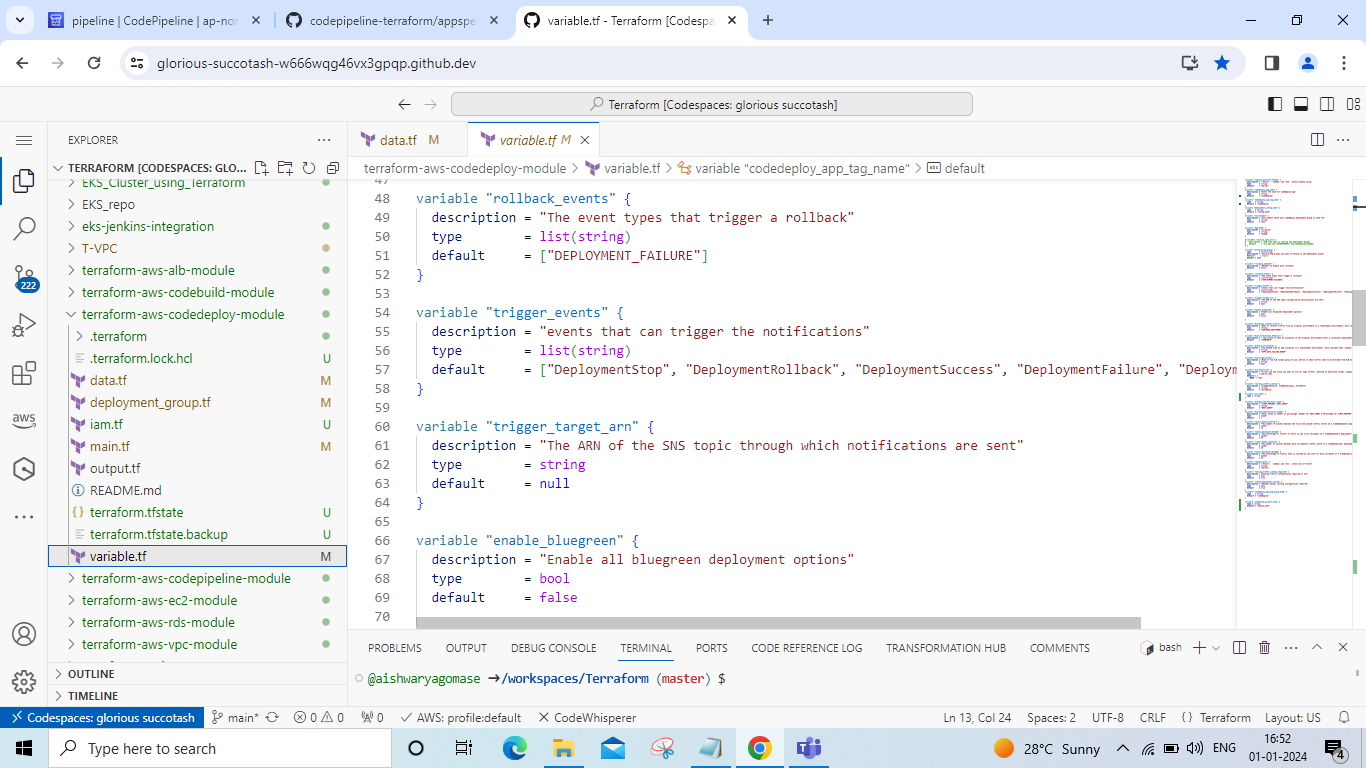 pipeline | CodePipeline | ap-nor
codepipeline-terraform/appspe
variable.tf - Terraform [Codespa
glorious-succotash-w666wqg46vx3gpqp.github.dev
Terraform [Codespaces: glorious succotash]
EXPLORER
TERRAFORM [CODESPACES: GLO...
EKS_Cluster_using_Terraform
EKS_repo
eks-jenkins-integration
T-VPC
terraform-aws-alb-module
terraform-aws-codebuild-module
terraform-aws-codedeploy-module
.terraform
.terraform.lock.hcl U
data.tf M
deployment_group.tf M
iam.tf U
main.tf M
output.tf
README.md
terraform.tfstate U
terraform.tfstate.backup U
variable.tf M
terraform-aws-codepipeline-module
terraform-aws-ec2-module
terraform-aws-rds-module
terraform-aws-vpc-module
OUTLINE
TIMELINE
222
aws
data.tf M
variable.tf M
terraform-aws-codedeploy-module > variable.tf > variable "codedeploy_app_tag_name" > default
47
48 variable "rollback_events" {
49 description = "The event types that trigger a rollback"
50 type = list(string)
51 default = ["DEPLOYMENT_FAILURE"]
52 }
53
54 variable "trigger_events" {
55 description = "events that can trigger the notifications"
56 type = list(string)
57 default = ["DeploymentStop", "DeploymentRollback", "DeploymentSuccess", "DeploymentFailure", "Deploym
58 }
59
60 variable "trigger_target_arn" {
61 description = "The ARN of the SNS topic through which notifications are sent"
62 type = string
63 default = null
64 }
65
66 variable "enable_bluegreen" {
67 description = "Enable all bluegreen deployment options"
68 type = bool
69 default = false
70
PROBLEMS OUTPUT DEBUG CONSOLE TERMINAL PORTS CODE REFERENCE LOG TRANSFORMATION HUB COMMENTS
bash
@aishwaryagomase ➜/workspaces/Terraform (master) $
Codespaces: glorious succotash main* 0 0 0 AWS: profile:default CodeWhisperer
Ln 13, Col 24 Spaces: 2 UTF-8 CRLF {} Terraform Layout: US
Type here to search
28°C Sunny
ENG
16:52
01-01-2024
4